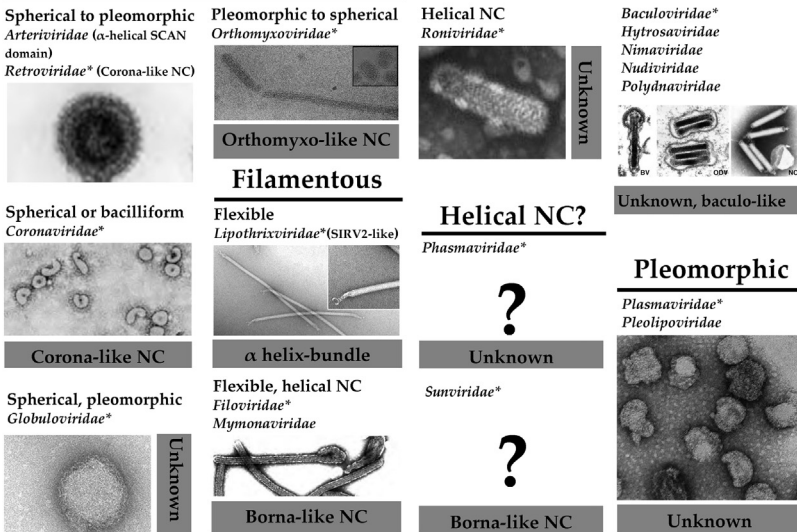 Spherical to pleomorphic
Arteriviridae (α-helical SCAN
domain)
Retroviridae* (Corona-like NC)
Spherical or bacilliform
Coronaviridae*
Corona-like NC
Spherical, pleomorphic
Globuloviridae*
Unknown
Pleomorphic to spherical
Orthomyxoviridae*
Orthomyxo-like NC
Filamentous
Flexible
Lipothrixviridae*(SIRV2-like)
α helix-bundle
Flexible, helical NC
Filoviridae*
Mymonaviridae
Borna-like NC
Helical NC
Roniviridae*
Unknown
Helical NC?
Phasmaviridae*
?
Unknown
Sunviridae*
?
Borna-like NC
Baculoviridae*
Hytrosaviridae
Nimaviridae
Nudiviridae
Polydnaviridae
BV
ODV
NC
Unknown, baculo-like
Pleomorphic
Plasmaviridae*
Pleolipoviridae
Unknown